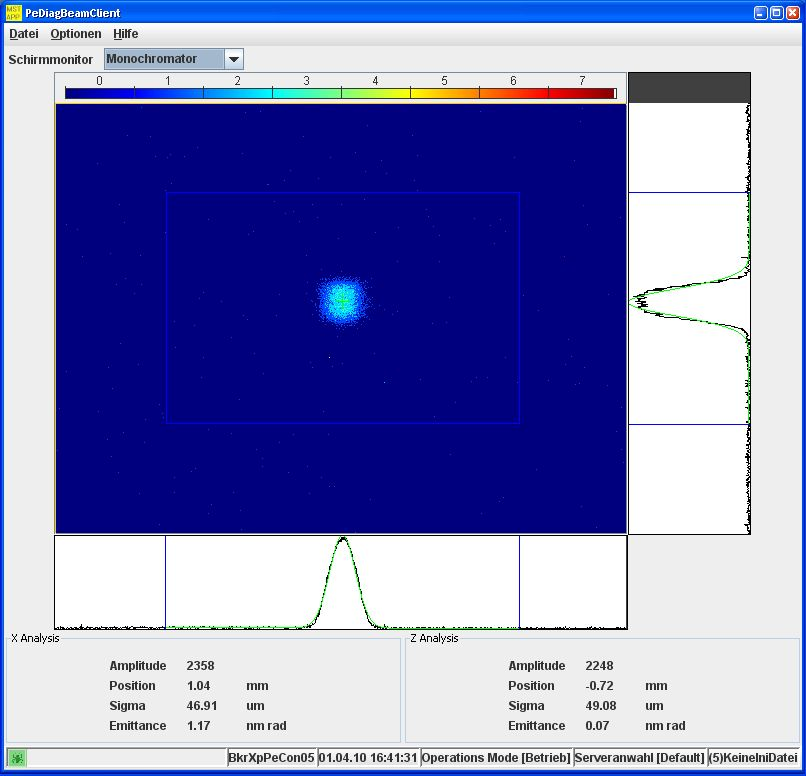 MST APP PeDiagBeamClient
Datei Optionen Hilfe
Schirmmonitor Monochromator
0 1 2 3 4 5 6 7
X Analysis
Amplitude 2358
Position 1.04 mm
Sigma 46.91 um
Emittance 1.17 nm rad
Z Analysis
Amplitude 2248
Position -0.72 mm
Sigma 49.08 um
Emittance 0.07 nm rad
BkrXpPeCon05 01.04.10 16:41:31 Operations Mode [Betrieb] Serveranwahl [Default] (5)KeineIniDatei